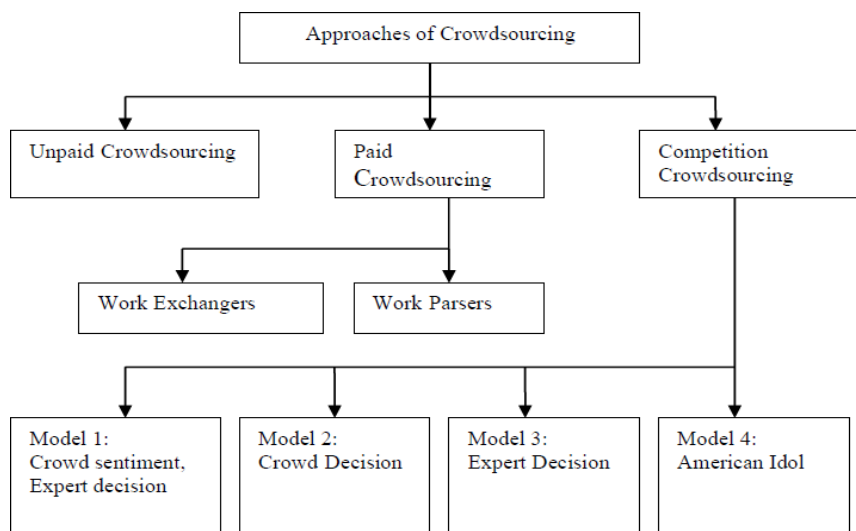 Approaches of Crowdsourcing
Unpaid Crowdsourcing
Paid
Crowdsourcing
Competition
Crowdsourcing
Work Exchangers
Work Parsers
Model 1:
Crowd sentiment,
Expert decision
Model 2:
Crowd Decision
Model 3:
Expert Decision
Model 4:
American Idol